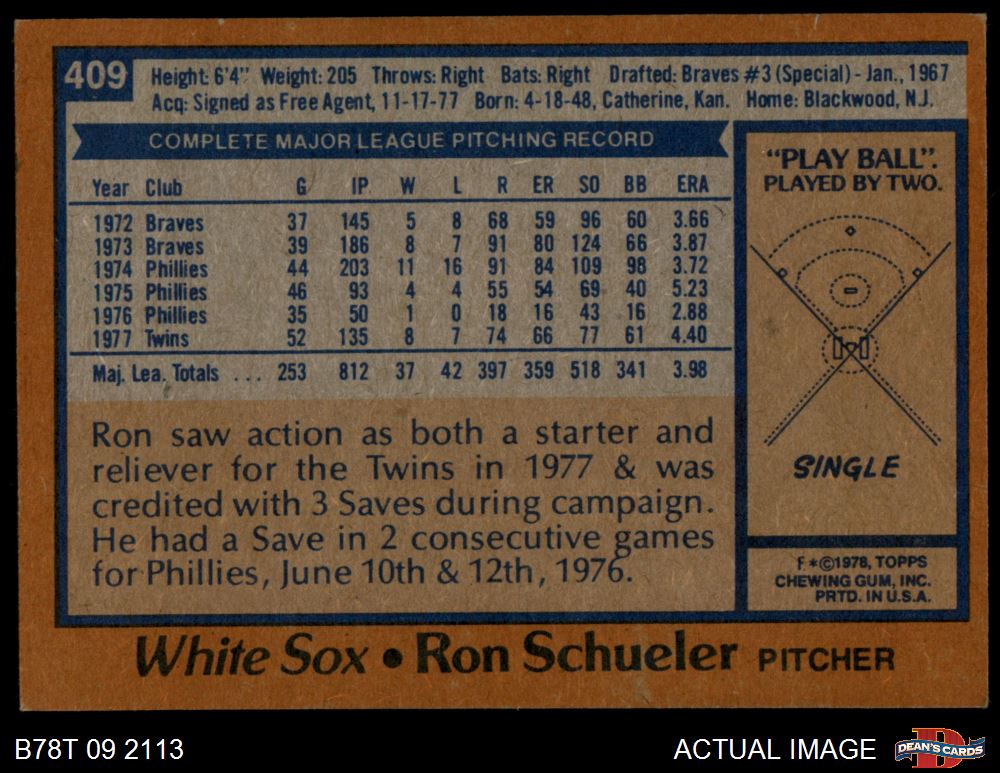 409
Height: 6'4" Weight: 205 Throws: Right Bats: Right Drafted: Braves #3 (Special) - Jan., 1967
Acq: Signed as Free Agent, 11-17-77 Born: 4-18-48, Catherine, Kan. Home: Blackwood, N.J.
COMPLETE MAJOR LEAGUE PITCHING RECORD
Year Club G IP W L R ER SO BB ERA
1972 Braves 37 145 5 8 68 59 96 60 3.66
1973 Braves 39 186 8 7 91 80 124 66 3.87
1974 Phillies 44 203 11 16 91 84 109 98 3.72
1975 Phillies 46 93 4 4 55 54 69 40 5.23
1976 Phillies 35 50 1 0 18 16 43 16 2.88
1977 Twins 52 135 8 7 74 66 77 61 4.40
Maj. Lea. Totals ... 253 812 37 42 397 359 518 341 3.98
Ron saw action as both a starter and
reliever for the Twins in 1977 & was
credited with 3 Saves during campaign.
He had a Save in 2 consecutive games
for Phillies, June 10th & 12th, 1976.
"PLAY BALL".
PLAYED BY TWO.
SINGLE
F*©1978, TOPPS
CHEWING GUM, INC.
PRTD. IN U.S.A.
White Sox • Ron Schueler PITCHER
B78T 09 2113
ACTUAL IMAGE
DEAN'S CARDS